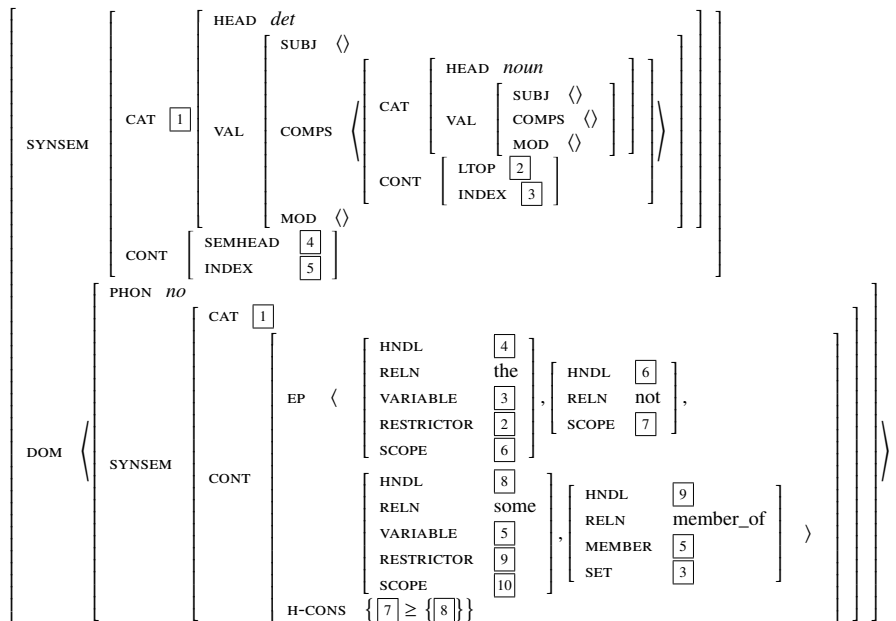 HEAD det
SUBJ ⟨⟩
HEAD noun
SUBJ ⟨⟩
CAT
VAL COMPS ⟨⟩
SYNSEM CAT 1 VAL COMPS
MOD ⟨⟩
CONT LTOP 2
INDEX 3
MOD ⟨⟩
CONT SEMHEAD 4
INDEX 5
PHON no
CAT 1
HNDL 4
RELN the
HNDL 6
EP ⟨ VARIABLE 3 , RELN not ,
RESTRICTOR 2
SCOPE 7
SCOPE 6
DOM SYNSEM CONT
HNDL 8
HNDL 9
RELN some
RELN member_of
VARIABLE 5 , ⟩
MEMBER 5
RESTRICTOR 9
SET 3
SCOPE 10
H-CONS {7 ≥ {8}}